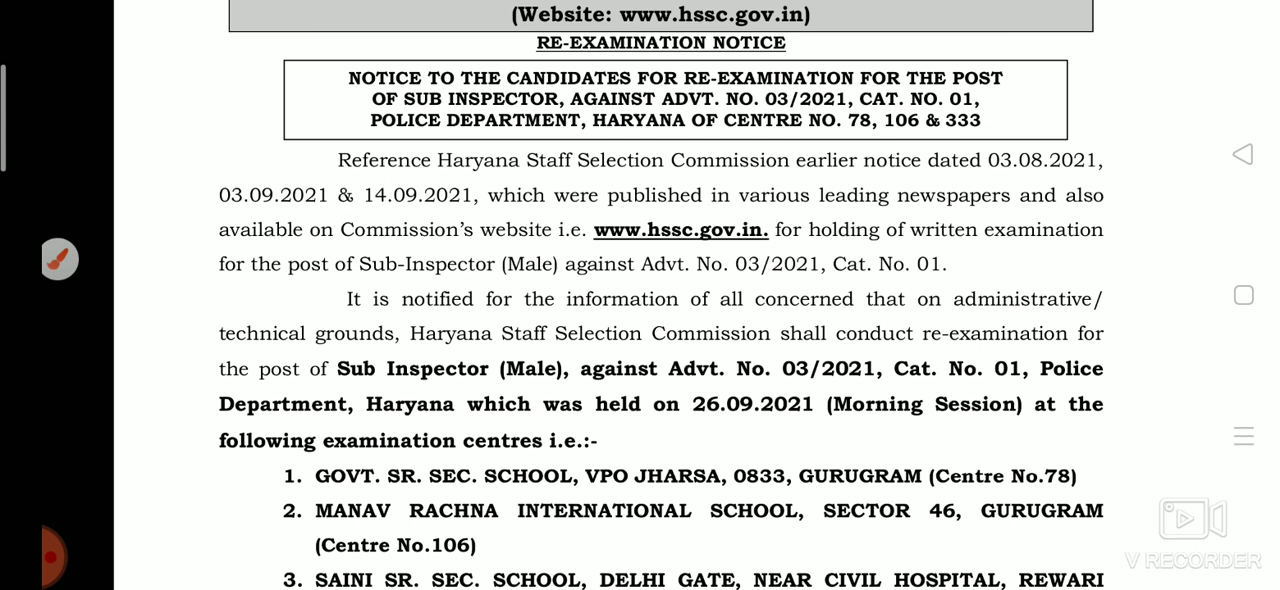 (Website: www.hssc.gov.in)
RE-EXAMINATION NOTICE
NOTICE TO THE CANDIDATES FOR RE-EXAMINATION FOR THE POST
OF SUB INSPECTOR, AGAINST ADVT. NO. 03/2021, CAT. NO. 01,
POLICE DEPARTMENT, HARYANA OF CENTRE NO. 78, 106 & 333
Reference Haryana Staff Selection Commission earlier notice dated 03.08.2021,
03.09.2021 & 14.09.2021, which were published in various leading newspapers and also
available on Commission's website i.e. www.hssc.gov.in. for holding of written examination
for the post of Sub-Inspector (Male) against Advt. No. 03/2021, Cat. No. 01.
It is notified for the information of all concerned that on administrative/
technical grounds, Haryana Staff Selection Commission shall conduct re-examination for
the post of Sub Inspector (Male), against Advt. No. 03/2021, Cat. No. 01, Police
Department, Haryana which was held on 26.09.2021 (Morning Session) at the
following examination centres i.e.:-
1. GOVT. SR. SEC. SCHOOL, VPO JHARSA, 0833, GURUGRAM (Centre No.78)
2. MANAV RACHNA INTERNATIONAL SCHOOL, SECTOR 46, GURUGRAM
(Centre No.106)
3. SAINI SR. SEC. SCHOOL, DELHI GATE, NEAR CIVIL HOSPITAL, REWARI
V RECORDER